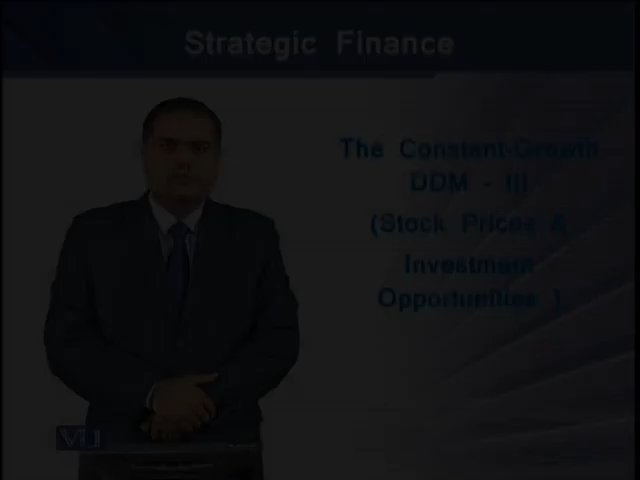 Strategic Finance
The Constant-Growth
DDM - III
(Stock Prices &
Investment
Opportunities )
VU